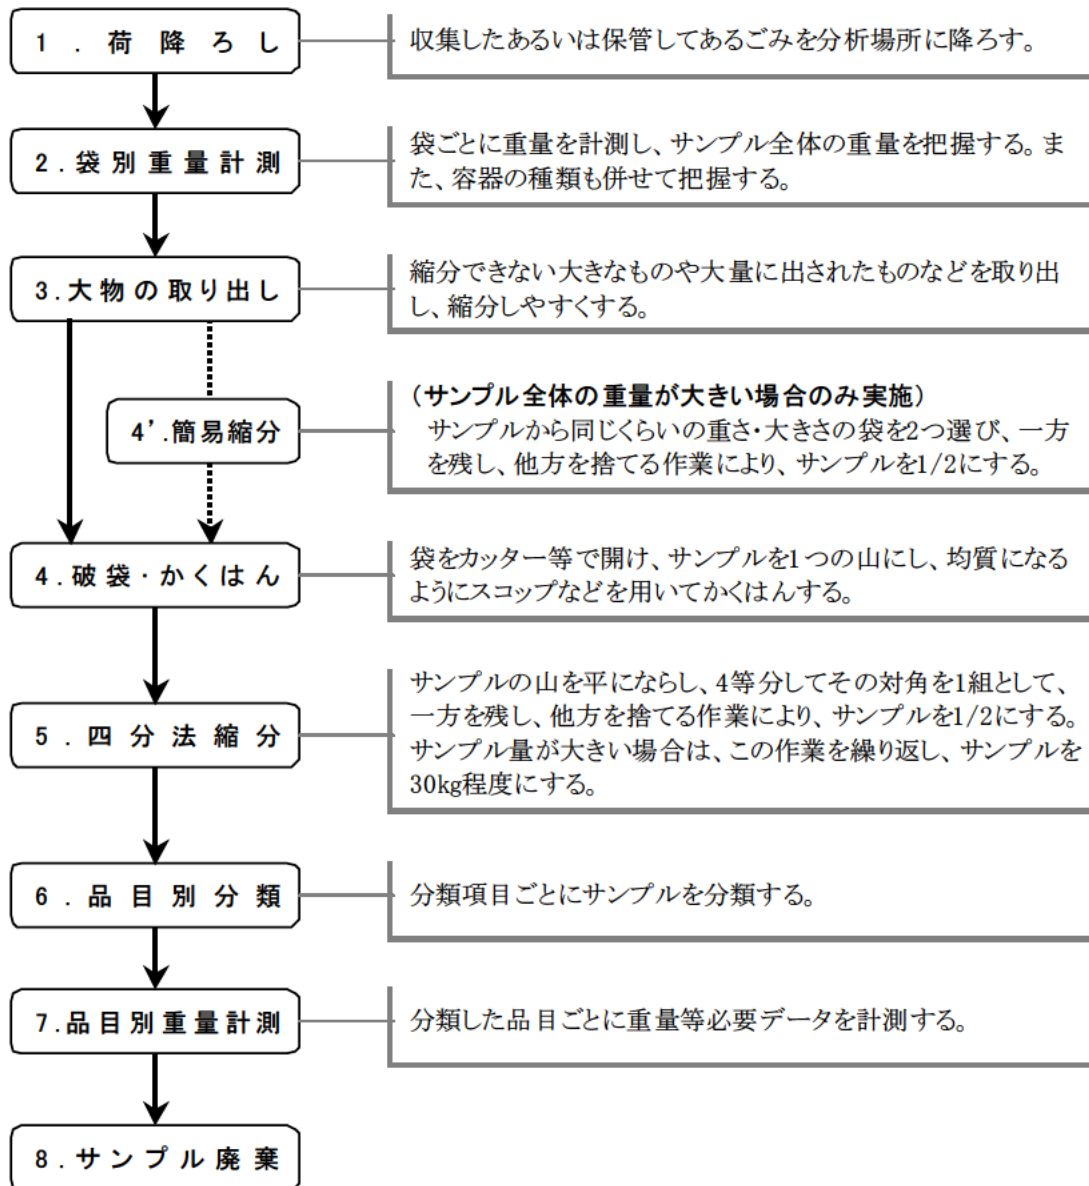 1．荷降ろし
収集したあるいは保管してあるごみを分析場所に降ろす。
2.袋別重量計測
袋ごとに重量を計測し、サンプル全体の重量を把握する。ま
た、容器の種類も併せて把握する。
3.大物の取り出し
縮分できない大きなものや大量に出されたものなどを取り出
し、縮分しやすくする。
4'.簡易縮分
（サンプル全体の重量が大きい場合のみ実施）
サンプルから同じくらいの重さ・大きさの袋を2つ選び、一方
を残し、他方を捨てる作業により、サンプルを1/2にする。
4.破袋・かくはん
袋をカッター等で開け、サンプルを1つの山にし、均質になる
ようにスコップなどを用いてかくはんする。
5．四分法縮分
サンプルの山を平にならし、4等分してその対角を1組として、
一方を残し、他方を捨てる作業により、サンプルを1/2にする。
サンプル量が大きい場合は、この作業を繰り返し、サンプルを
30kg程度にする。
6．品目別分類
分類項目ごとにサンプルを分類する。
7.品目別重量計測
分類した品目ごとに重量等必要データを計測する。
8.サンプル廃棄